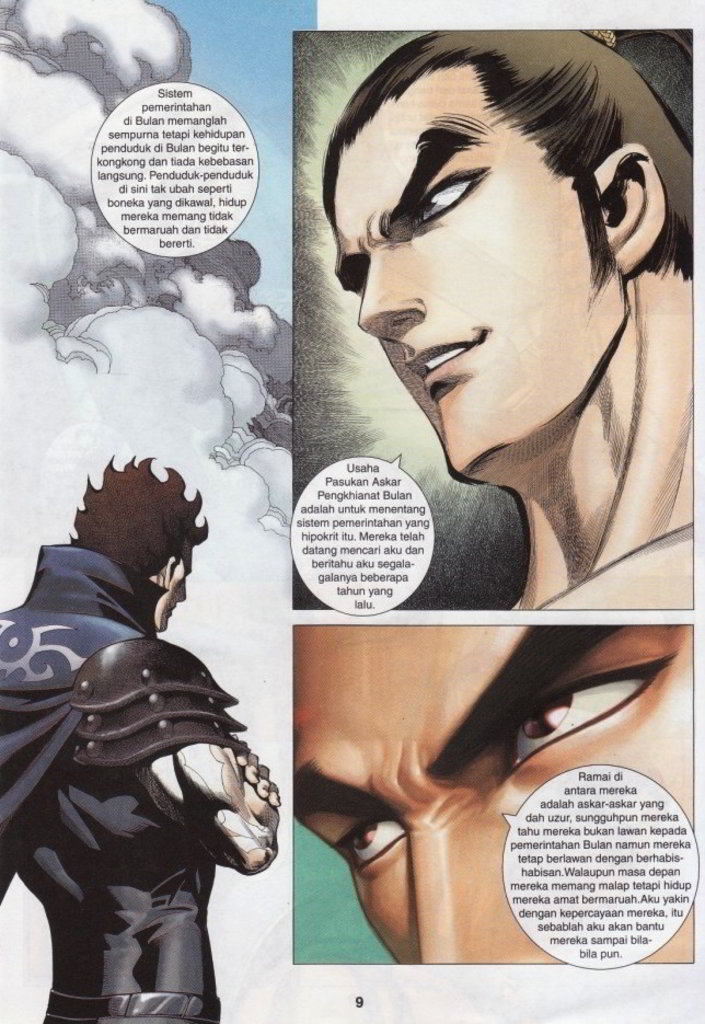 Sistem
pemerintahan
di Bulan memanglah
sempurna tetapi kehidupan
penduduk-penduduk begitu ter-
kongkong dan tiada kebebasan
langsung. Penduduk-penduduk
di sini tak ubah seperti
boneka yang dikawal, hidup
mereka memang tidak
bermaruah dan tidak
bererti.
Usaha
Pasukan Askar
Pengkhianat Bulan
adalah untuk menentang
sistem pemerintahan yang
hipokrit itu. Mereka telah
datang mencari aku dan
beritahu aku segala-
galanya beberapa
tahun yang
lalu.
Ramai di
antara mereka
adalah askar-askar yang
dah uzur, sungguhpun mereka
tahu mereka bukan lawan kepada
pemerintahan Bulan namun mereka
tetap berlawan dengan berhabis-
habisan.Walaupun masa depan
mereka memang malap tetapi hidup
mereka amat bermaruah.Aku yakin
dengan kepercayaan mereka, itu
sebablah aku akan bantu
mereka sampai bila-
bila pun.
9